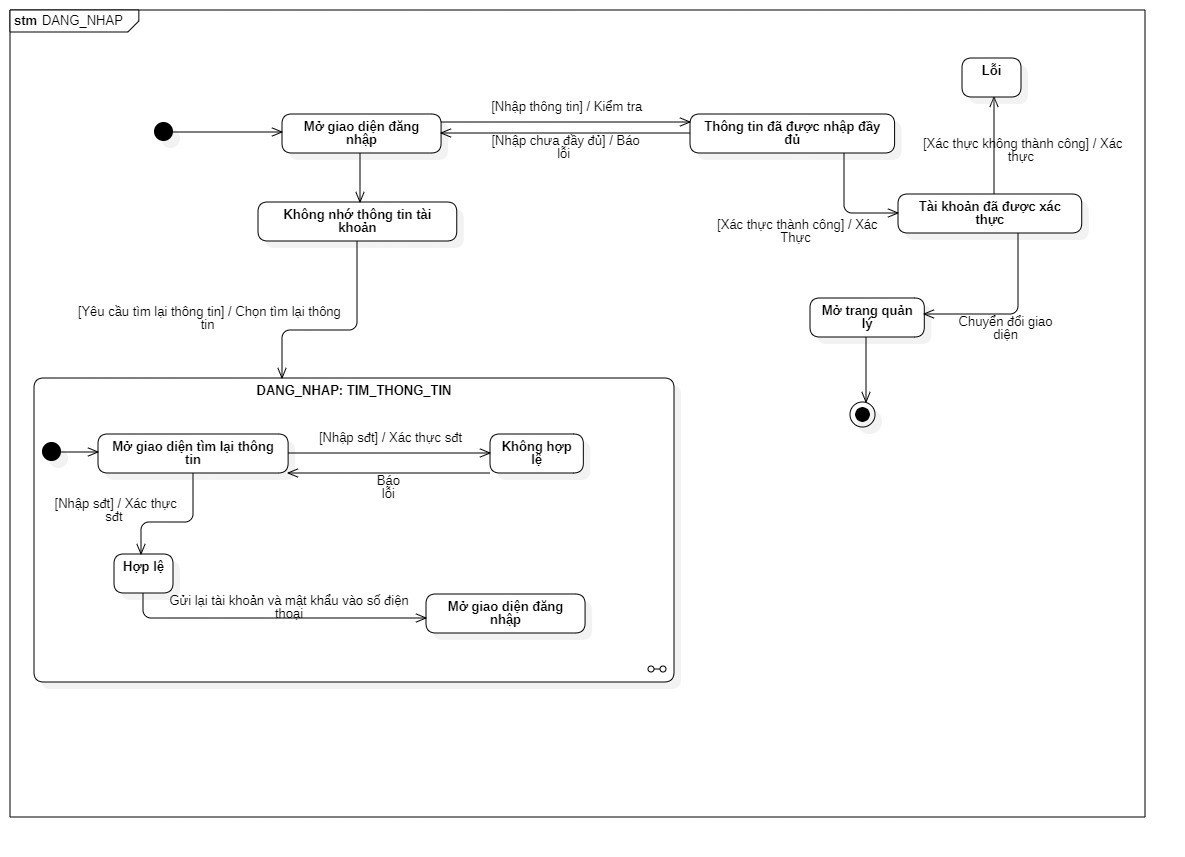 stm DANG_NHAP
Lỗi
[Nhập thông tin] / Kiểm tra
Mở giao diện đăng
nhập
Thông tin đã được nhập đầy
đủ
[Nhập chưa đầy đủ] / Báo
lỗi
[Xác thực không thành công] / Xác
thực
Không nhớ thông tin tài
khoản
Tài khoản đã được xác
thực
[Xác thực thành công] / Xác
Thực
[Yêu cầu tìm lại thông tin] / Chọn tìm lại thông
tin
Mở trang quản
lý
Chuyển đổi giao
diện
DANG_NHAP: TIM_THONG_TIN
Mở giao diện tìm lại thông
tin
[Nhập sđt] / Xác thực sđt
Không hợp
lệ
Báo
lỗi
[Nhập sđt] / Xác thực
sđt
Hợp lệ
Gửi lại tài khoản và mật khẩu vào số điện
thoại
Mở giao diện đăng
nhập